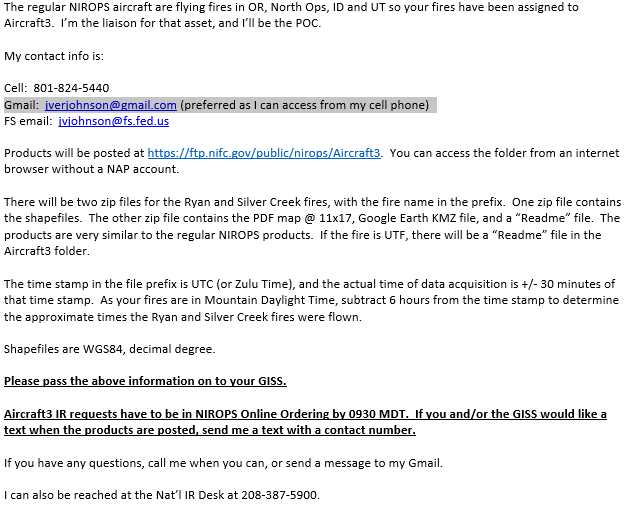 The regular NIROPS aircraft are flying fires in OR, North Ops, ID and UT so your fires have been assigned to
Aircraft3.  I'm the liaison for that asset, and I'll be the POC.
My contact info is:
Cell:  801-824-5440
Gmail:  jverjohnson@gmail.com (preferred as I can access from my cell phone)
FS email:  jvjohnson@fs.fed.us
Products will be posted at https://ftp.nifc.gov/public/nirops/Aircraft3.  You can access the folder from an internet
browser without a NAP account.
There will be two zip files for the Ryan and Silver Creek fires, with the fire name in the prefix.  One zip file contains
the shapefiles.  The other zip file contains the PDF map @ 11x17, Google Earth KMZ file, and a “Readme” file.  The
products are very similar to the regular NIROPS products.  If the fire is UTF, there will be a “Readme” file in the
Aircraft3 folder.
The time stamp in the file prefix is UTC (or Zulu Time), and the actual time of data acquisition is +/- 30 minutes of
that time stamp.  As your fires are in Mountain Daylight Time, subtract 6 hours from the time stamp to determine
the approximate times the Ryan and Silver Creek fires were flown.
Shapefiles are WGS84, decimal degree.
Please pass the above information on to your GISS.
Aircraft3 IR requests have to be in NIROPS Online Ordering by 0930 MDT.  If you and/or the GISS would like a
text when the products are posted, send me a text with a contact number.
If you have any questions, call me when you can, or send a message to my Gmail.
I can also be reached at the Nat'l IR Desk at 208-387-5900.